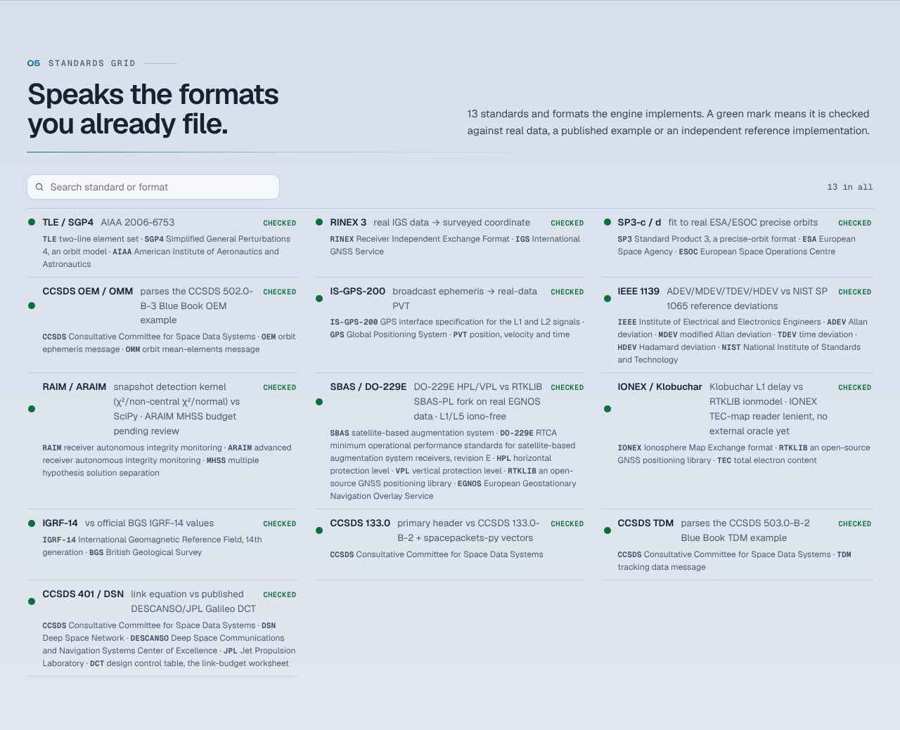 06 STANDARDS GRID
Speaks the formats
you already file.
13 standards and formats the engine implements. A green mark means it is checked
against real data, a published example or an independent reference implementation.
Search standard or format
13 in all
TLE / SGP4 AIAA 2006-6753 CHECKED
TLE two-line element set · SGP4 Simplified General Perturbations
4, an orbit model · AIAA American Institute of Aeronautics and
Astronautics
RINEX 3 real IGS data → surveyed coordinate CHECKED
RINEX Receiver Independent Exchange Format · IGS International
GNSS Service
SP3-c / d fit to real ESA/ESOC precise orbits CHECKED
SP3 Standard Product 3, a precise-orbit format · ESA European
Space Agency · ESOC European Space Operations Centre
CCSDS OEM / OMM parses the CCSDS 502.0- CHECKED
B-3 Blue Book OEM
example
CCSDS Consultative Committee for Space Data Systems · OEM orbit
ephemeris message · OMM orbit mean-elements message
IS-GPS-200 broadcast ephemeris → real-data CHECKED
PVT
IS-GPS-200 GPS interface specification for the L1 and L2 signals ·
GPS Global Positioning System · PVT position, velocity and time
IEEE 1139 ADEV/MDEV/TDEV/HDEV vs NIST SP CHECKED
1065 reference deviations
IEEE Institute of Electrical and Electronics Engineers · ADEV Allan
deviation · MDEV modified Allan deviation · TDEV time deviation ·
HDEV Hadamard deviation · NIST National Institute of Standards
and Technology
RAIM / ARAIM snapshot detection kernel CHECKED
(χ²/non-central χ²/normal) vs
SciPy · ARAIM MHSS budget
pending review
RAIM receiver autonomous integrity monitoring · ARAIM advanced
receiver autonomous integrity monitoring · MHSS multiple
hypothesis solution separation
SBAS / DO-229E DO-229E HPL/VPL vs RTKLIB CHECKED
SBAS-PL fork on real EGNOS
data · L1/L5 iono-free
SBAS satellite-based augmentation system · DO-229E RTCA
minimum operational performance standards for satellite-based
augmentation system receivers, revision E · HPL horizontal
protection level · VPL vertical protection level · RTKLIB an open-
source GNSS positioning library · EGNOS European Geostationary
Navigation Overlay Service
IONEX / Klobuchar Klobuchar L1 delay vs CHECKED
RTKLIB ionmodel · IONEX
TEC-map reader lenient, no
external oracle yet
IONEX Ionosphere Map Exchange format · RTKLIB an open-source
GNSS positioning library · TEC total electron content
IGRF-14 vs official BGS IGRF-14 values CHECKED
IGRF-14 International Geomagnetic Reference Field, 14th
generation · BGS British Geological Survey
CCSDS 133.0 primary header vs CCSDS 133.0- CHECKED
B-2 + spacepackets-py vectors
CCSDS Consultative Committee for Space Data Systems
CCSDS TDM parses the CCSDS 503.0-B-2 CHECKED
Blue Book TDM example
CCSDS Consultative Committee for Space Data Systems · TDM
tracking data message
CCSDS 401 / DSN link equation vs published CHECKED
DESCANSO/JPL Galileo DCT
CCSDS Consultative Committee for Space Data Systems · DSN
Deep Space Network · DESCANSO Deep Space Communications
and Navigation Systems Center of Excellence · JPL Jet Propulsion
Laboratory · DCT design control table, the link-budget worksheet